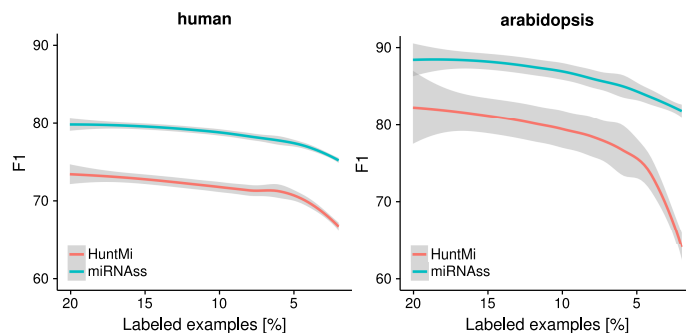 human
90
80
70
60
F1
HuntMi
miRNAss
20
15
10
5
Labeled examples [%]
arabidopsis
90
80
70
60
F1
HuntMi
miRNAss
20
15
10
5
Labeled examples [%]